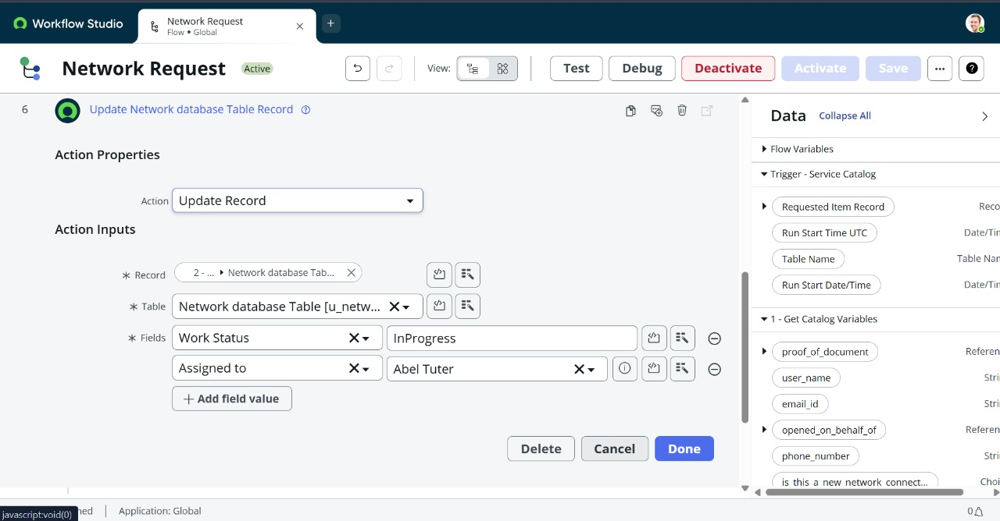 Workflow Studio
Network Request
Flow • Global
Network Request
Active
View:
Test
Debug
Deactivate
Activate
Save
6
Update Network database Table Record
Action Properties
Action
Update Record
Action Inputs
* Record
2 - ... ▸ Network database Tab...
* Table
Network database Table [u_netw...
* Fields
Work Status
InProgress
Assigned to
Abel Tuter
+ Add field value
Delete
Cancel
Done
Data
Collapse All
Flow Variables
Trigger - Service Catalog
Requested Item Record
Reco
Run Start Time UTC
Date/Tin
Table Name
Table Nan
Run Start Date/Time
Date/Tin
1 - Get Catalog Variables
proof_of_document
Referen
user_name
Stri
email_id
Stri
opened_on_behalf_of
Referen
phone_number
Stri
is_this_a_new_network_connect...
Choi
javascript:void(0)
Application: Global
0